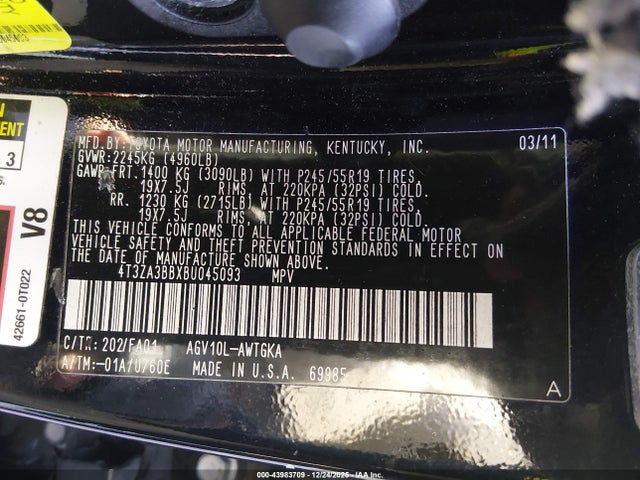 MFD.BY:TOYOTA MOTOR MANUFACTURING, KENTUCKY, INC. 03/11
GVWR:2245KG (4960LB)
GAWR:FRT.1400 KG (3090LB) WITH P245/55R19 TIRES,
19X7.5J RIMS, AT 220KPA (32PSI) COLD.
RR. 1230 KG (2715LB) WITH P245/55R19 TIRES,
19X7.5J RIMS, AT 220KPA (32PSI) COLD.
THIS VEHICLE CONFORMS TO ALL APPLICABLE FEDERAL MOTOR
VEHICLE SAFETY AND THEFT PREVENTION STANDARDS IN EFFECT ON
THE DATE OF MANUFACTURE SHOWN ABOVE.
4T3ZA3BBXBU045093 MPV
C/TR:202/FA01 AGV10L-AWTGKA
A/TM:-01A/U760E MADE IN U.S.A. 69985
A
3
V8
42661-0T022
000-43983709 - 12/24/2025 - IAAI.com